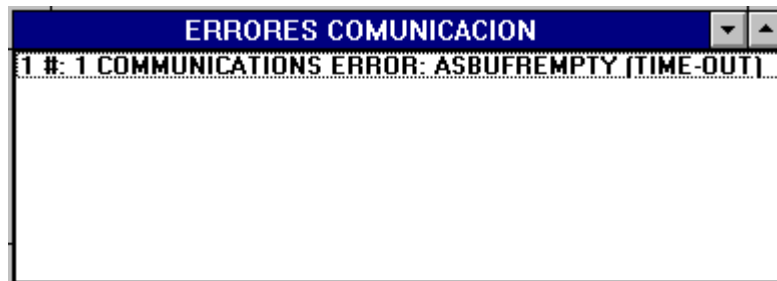 ERRORES COMUNICACION
1 #: 1 COMMUNICATIONS ERROR: ASBUFREMPTY (TIME-OUT)